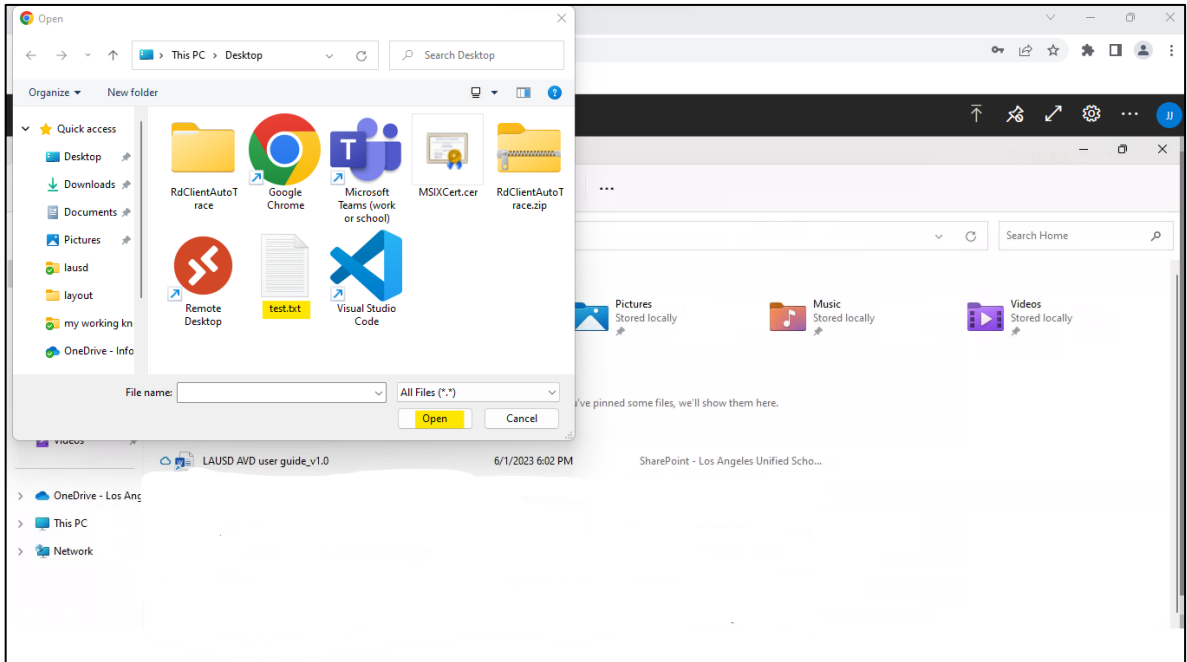 Open
This PC > Desktop
Search Desktop
Organize
New folder
Quick access
Desktop
Downloads
Documents
Pictures
lausd
layout
my working kn
OneDrive - Info
RdClientAutoT
race
Google
Chrome
Microsoft
Teams (work
or school)
MSIXCert.cer
RdClientAutoT
race.zip
Remote
Desktop
test.txt
Visual Studio
Code
File name:
All Files (*.*)
Open
Cancel
JJ
Search Home
Pictures
Stored locally
Music
Stored locally
Videos
Stored locally
've pinned some files, we'll show them here.
Videos
LAUSD AVD user guide_v1.0
6/1/2023 6:02 PM
SharePoint - Los Angeles Unified Scho...
OneDrive - Los Ang
This PC
Network